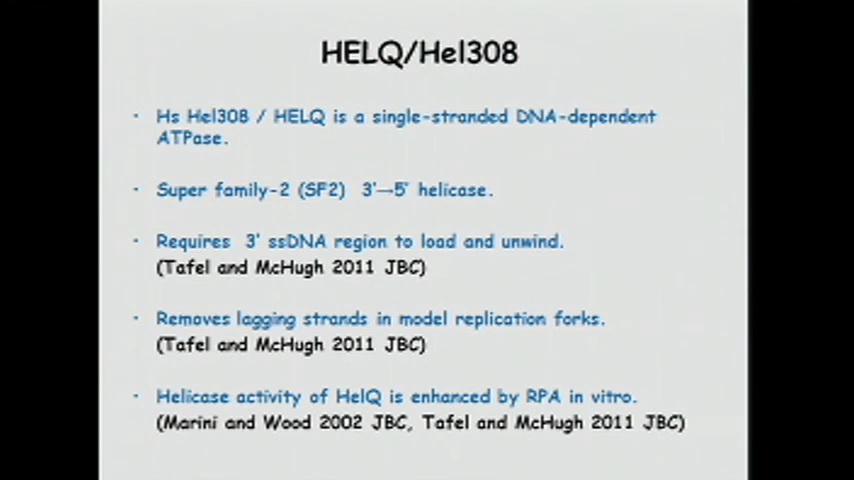 HELQ/Hel308
· Hs Hel308 / HELQ is a single-stranded DNA-dependent
ATPase.
· Super family-2 (SF2) 3'→5' helicase.
· Requires 3' ssDNA region to load and unwind.
(Tafel and McHugh 2011 JBC)
· Removes lagging strands in model replication forks.
(Tafel and McHugh 2011 JBC)
· Helicase activity of HelQ is enhanced by RPA in vitro.
(Marini and Wood 2002 JBC, Tafel and McHugh 2011 JBC)